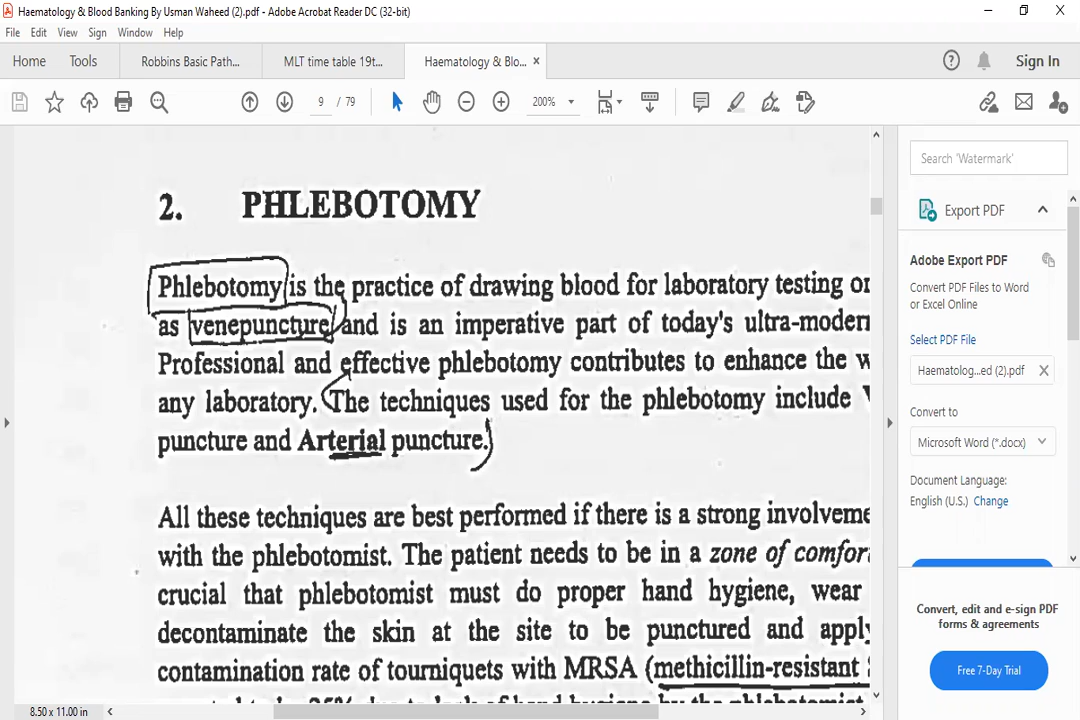 Haematology & Blood Banking By Usman Waheed (2).pdf - Adobe Acrobat Reader DC (32-bit)
File Edit View Sign Window Help
Home Tools Robbins Basic Path... MLT time table 19t... Haematology & Blo... ×
9 / 79 200% Sign In
Search 'Watermark'
2. PHLEBOTOMY
Export PDF
Phlebotomy is the practice of drawing blood for laboratory testing or
as venepuncture and is an imperative part of today's ultra-modern
Professional and effective phlebotomy contributes to enhance the w
any laboratory. The techniques used for the phlebotomy include V
puncture and Arterial puncture.
All these techniques are best performed if there is a strong involveme
with the phlebotomist. The patient needs to be in a zone of comfor
crucial that phlebotomist must do proper hand hygiene, wear
decontaminate the skin at the site to be punctured and apply
contamination rate of tourniquets with MRSA (methicillin-resistant
Adobe Export PDF
Convert PDF Files to Word
or Excel Online
Select PDF File
Haematolog...ed (2).pdf
Convert to
Microsoft Word (*.docx)
Document Language:
English (U.S.) Change
Convert, edit and e-sign PDF
forms & agreements
Free 7-Day Trial
8.50 x 11.00 in